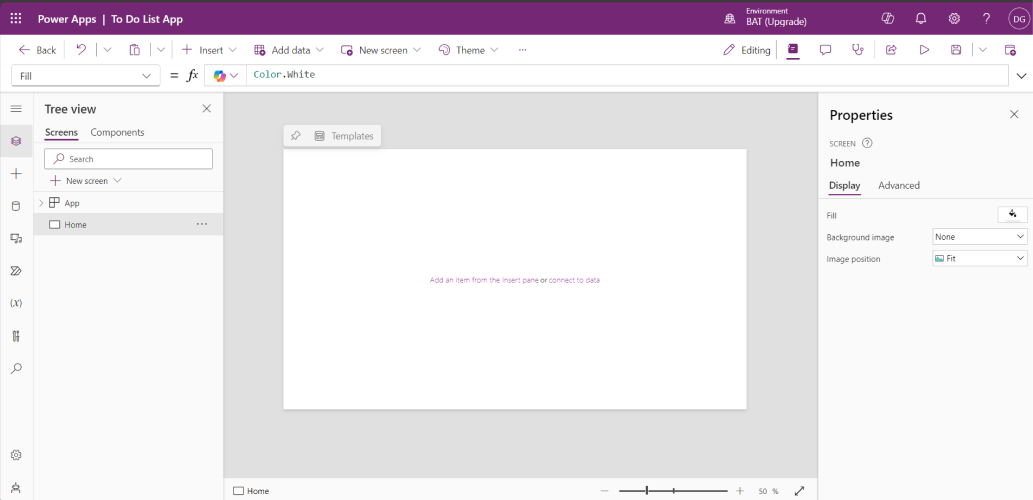 Power Apps | To Do List App
Environment
BAT (Upgrade)
DG
Back
Insert
Add data
New screen
Theme
...
Editing
Fill
= fx
Color.White
Tree view
Screens
Components
Search
New screen
App
Home
...
(x)
Templates
Add an item from the Insert pane or connect to data
Home
50 %
Properties
SCREEN
Home
Display
Advanced
Fill
Background image
None
Image position
Fit